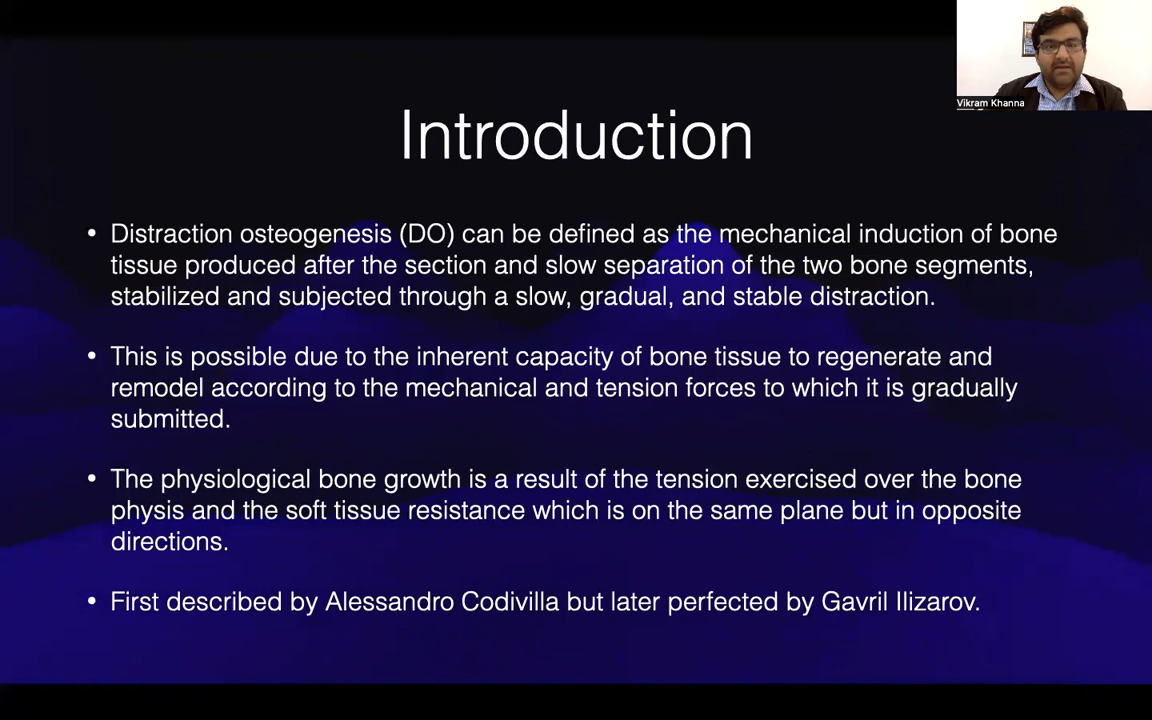 Vikram Khanna
Introduction
• Distraction osteogenesis (DO) can be defined as the mechanical induction of bone
tissue produced after the section and slow separation of the two bone segments,
stabilized and subjected through a slow, gradual, and stable distraction.
• This is possible due to the inherent capacity of bone tissue to regenerate and
remodel according to the mechanical and tension forces to which it is gradually
submitted.
• The physiological bone growth is a result of the tension exercised over the bone
physis and the soft tissue resistance which is on the same plane but in opposite
directions.
• First described by Alessandro Codivilla but later perfected by Gavril Ilizarov.